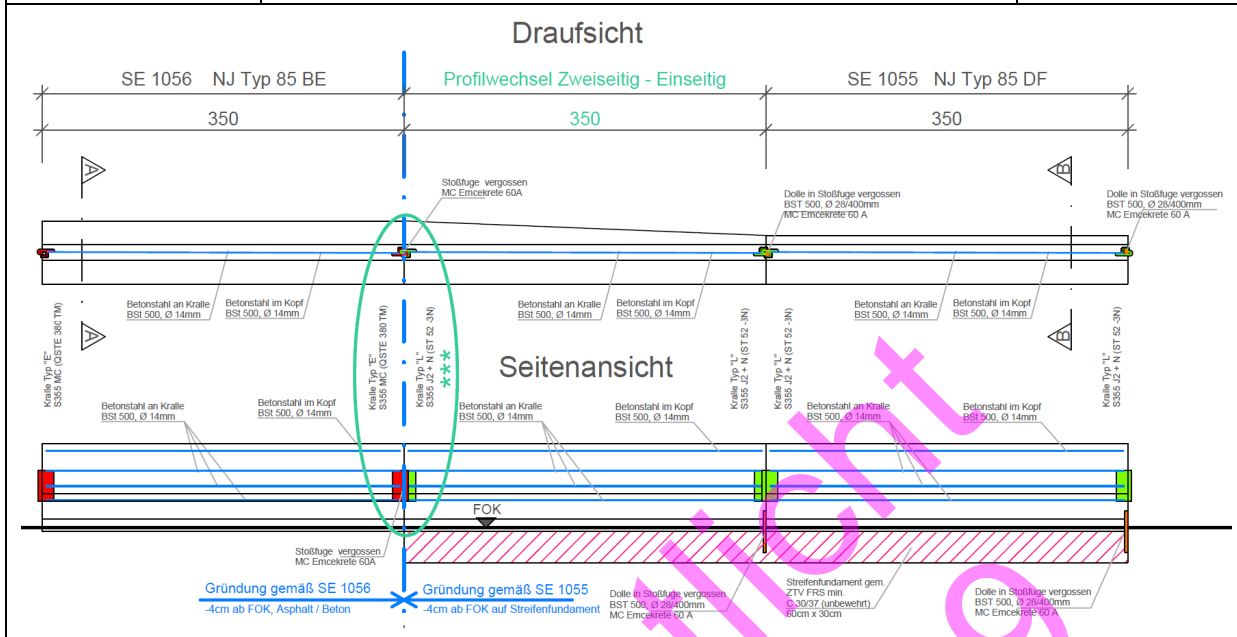 Draufsicht
SE 1056 NJ Typ 85 BE
Profilwechsel Zweiseitig - Einseitig
SE 1055 NJ Typ 85 DF
350
350
350
A
B
Stoßfuge vergossen
MC Emcekrete 60A
Dolle in Stoßfuge vergossen
BST 500, Ø 28/400mm
MC Emcekrete 60 A
Dolle in Stoßfuge vergossen
BST 500, Ø 28/400mm
MC Emcekrete 60 A
Betonstahl an Kralle
BSt 500, Ø 14mm
Betonstahl im Kopf
BSt 500, Ø 14mm
Betonstahl an Kralle
BSt 500, Ø 14mm
Betonstahl im Kopf
BSt 500, Ø 14mm
Betonstahl an Kralle
BSt 500, Ø 14mm
Betonstahl im Kopf
BSt 500, Ø 14mm
A
B
Kralle Typ "E"
S355 MC (QSTE 380 TM)
Kralle Typ "E"
S355 MC (QSTE 380 TM)
Kralle Typ "L"
S355 J2 + N (ST 52 -3N)
***
Kralle Typ "L"
S355 J2 + N (ST 52 -3N)
Kralle Typ "L"
S355 J2 + N (ST 52 -3N)
Kralle Typ "L"
S355 J2 + N (ST 52 -3N)
Seitenansicht
Betonstahl an Kralle
BSt 500, Ø 14mm
Betonstahl im Kopf
BSt 500, Ø 14mm
Betonstahl an Kralle
BSt 500, Ø 14mm
Betonstahl im Kopf
BSt 500, Ø 14mm
Betonstahl an Kralle
BSt 500, Ø 14mm
Betonstahl im Kopf
BSt 500, Ø 14mm
FOK
Stoßfuge vergossen
MC Emcekrete 60A
Gründung gemäß SE 1056
-4cm ab FOK, Asphalt / Beton
Gründung gemäß SE 1055
-4cm ab FOK auf Streifenfundament
Dolle in Stoßfuge vergossen
BST 500, Ø 28/400mm
MC Emcekrete 60 A
Streifenfundament gem.
ZTV FRS min.
C 30/37 (unbewehrt)
60cm x 30cm
Dolle in Stoßfuge vergossen
BST 500, Ø 28/400mm
MC Emcekrete 60 A